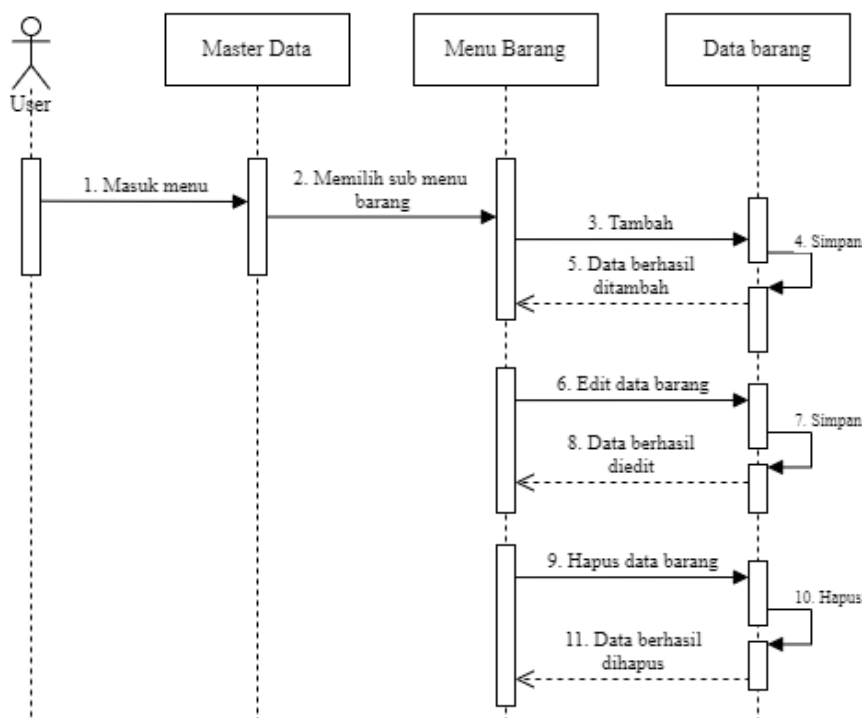 User
Master Data
Menu Barang
Data barang
1. Masuk menu
2. Memilih sub menu
barang
3. Tambah
4. Simpan
5. Data berhasil
ditambah
6. Edit data barang
7. Simpan
8. Data berhasil
diedit
9. Hapus data barang
10. Hapus
11. Data berhasil
dihapus